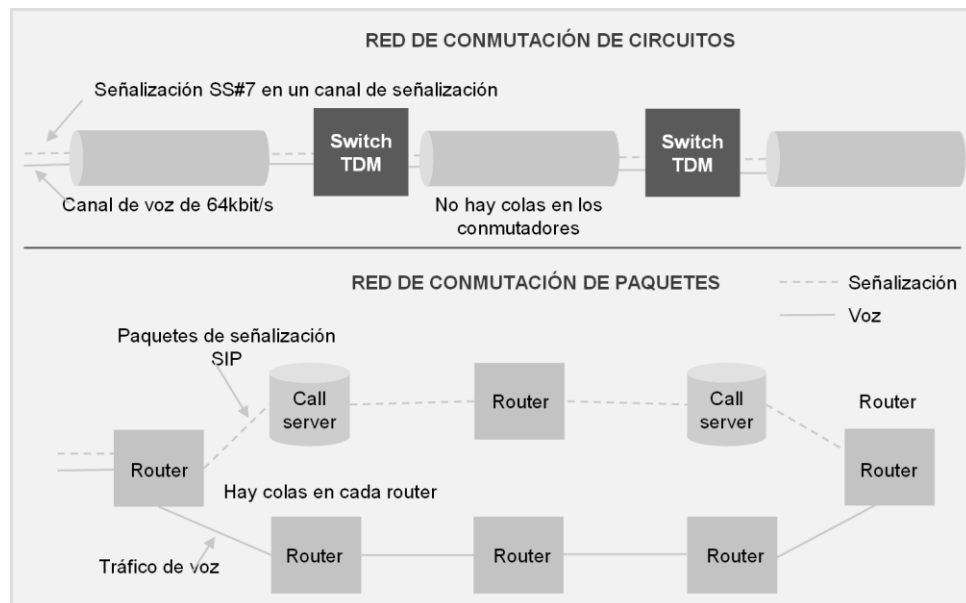 RED DE CONMUTACIÓN DE CIRCUITOS
Señalización SS#7 en un canal de señalización
Switch
TDM
Switch
TDM
Canal de voz de 64kbit/s
No hay colas en los
conmutadores
RED DE CONMUTACIÓN DE PAQUETES
Señalización
Voz
Paquetes de señalización
SIP
Call
server
Router
Call
server
Router
Router
Router
Hay colas en cada router
Tráfico de voz
Router
Router
Router